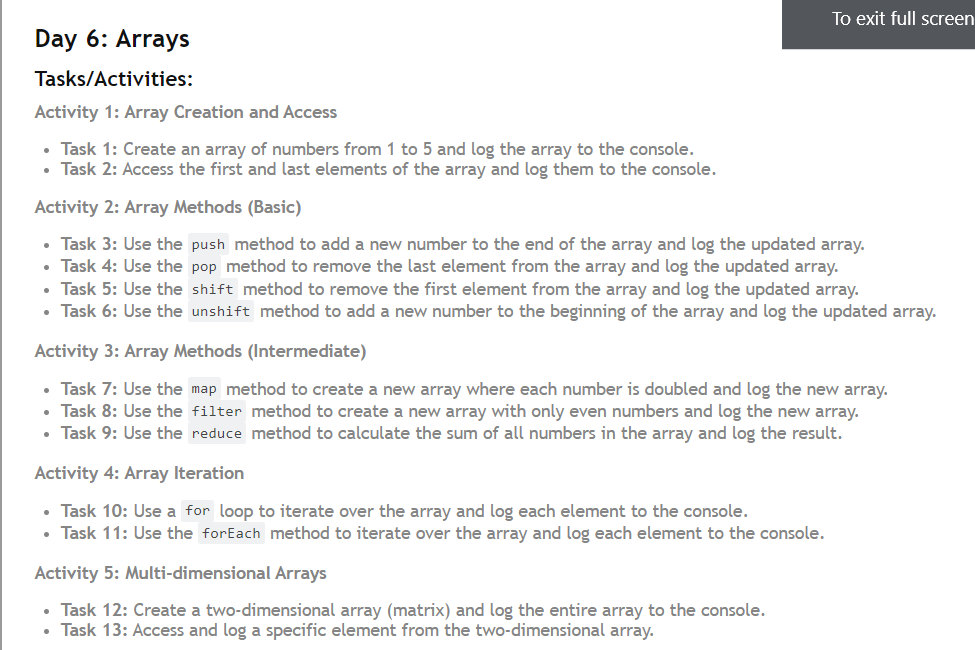 To exit full screen
Day 6: Arrays
Tasks/Activities:
Activity 1: Array Creation and Access
• Task 1: Create an array of numbers from 1 to 5 and log the array to the console.
• Task 2: Access the first and last elements of the array and log them to the console.
Activity 2: Array Methods (Basic)
• Task 3: Use the push method to add a new number to the end of the array and log the updated array.
• Task 4: Use the pop method to remove the last element from the array and log the updated array.
• Task 5: Use the shift method to remove the first element from the array and log the updated array.
• Task 6: Use the unshift method to add a new number to the beginning of the array and log the updated array.
Activity 3: Array Methods (Intermediate)
• Task 7: Use the map method to create a new array where each number is doubled and log the new array.
• Task 8: Use the filter method to create a new array with only even numbers and log the new array.
• Task 9: Use the reduce method to calculate the sum of all numbers in the array and log the result.
Activity 4: Array Iteration
• Task 10: Use a for loop to iterate over the array and log each element to the console.
• Task 11: Use the forEach method to iterate over the array and log each element to the console.
Activity 5: Multi-dimensional Arrays
• Task 12: Create a two-dimensional array (matrix) and log the entire array to the console.
• Task 13: Access and log a specific element from the two-dimensional array.